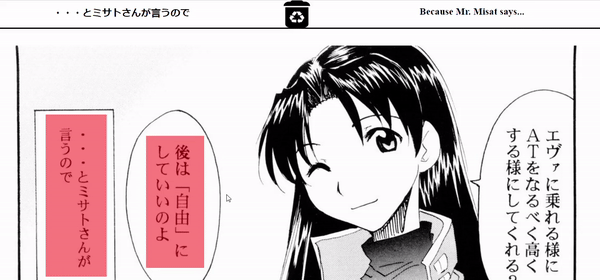 ・・・とミサトさんが言うので
Because Mr. Misat says...
エヴァに乗れる様に
ATをなるべく高く
する様にしてくれる?
後は「自由」に
していいのよ
・・・とミサトさんが
言うので